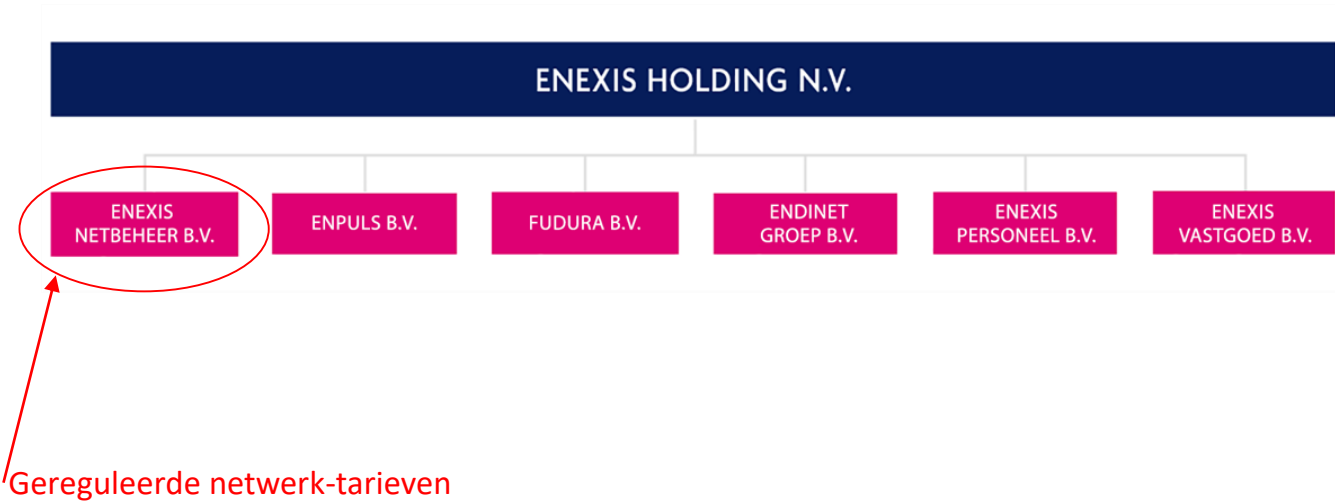 ENEXIS HOLDING N.V.
ENEXIS
NETBEHEER B.V.
ENPULS B.V.
FUDURA B.V.
ENDINET
GROEP B.V.
ENEXIS
PERSONEEL B.V.
ENEXIS
VASTGOED B.V.
Gereguleerde netwerk-tarieven